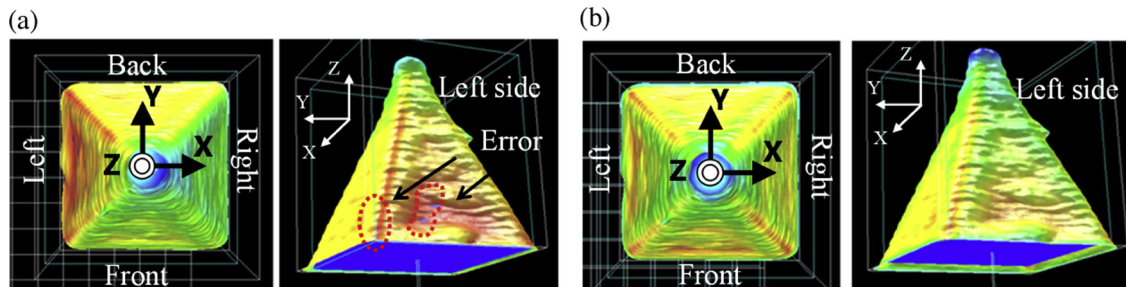 (a)
Back
Left
Y
Z
X
Right
Front
Z
Y
X
Left side
Error
(b)
Back
Left
Y
Z
X
Right
Front
Z
Y
X
Left side